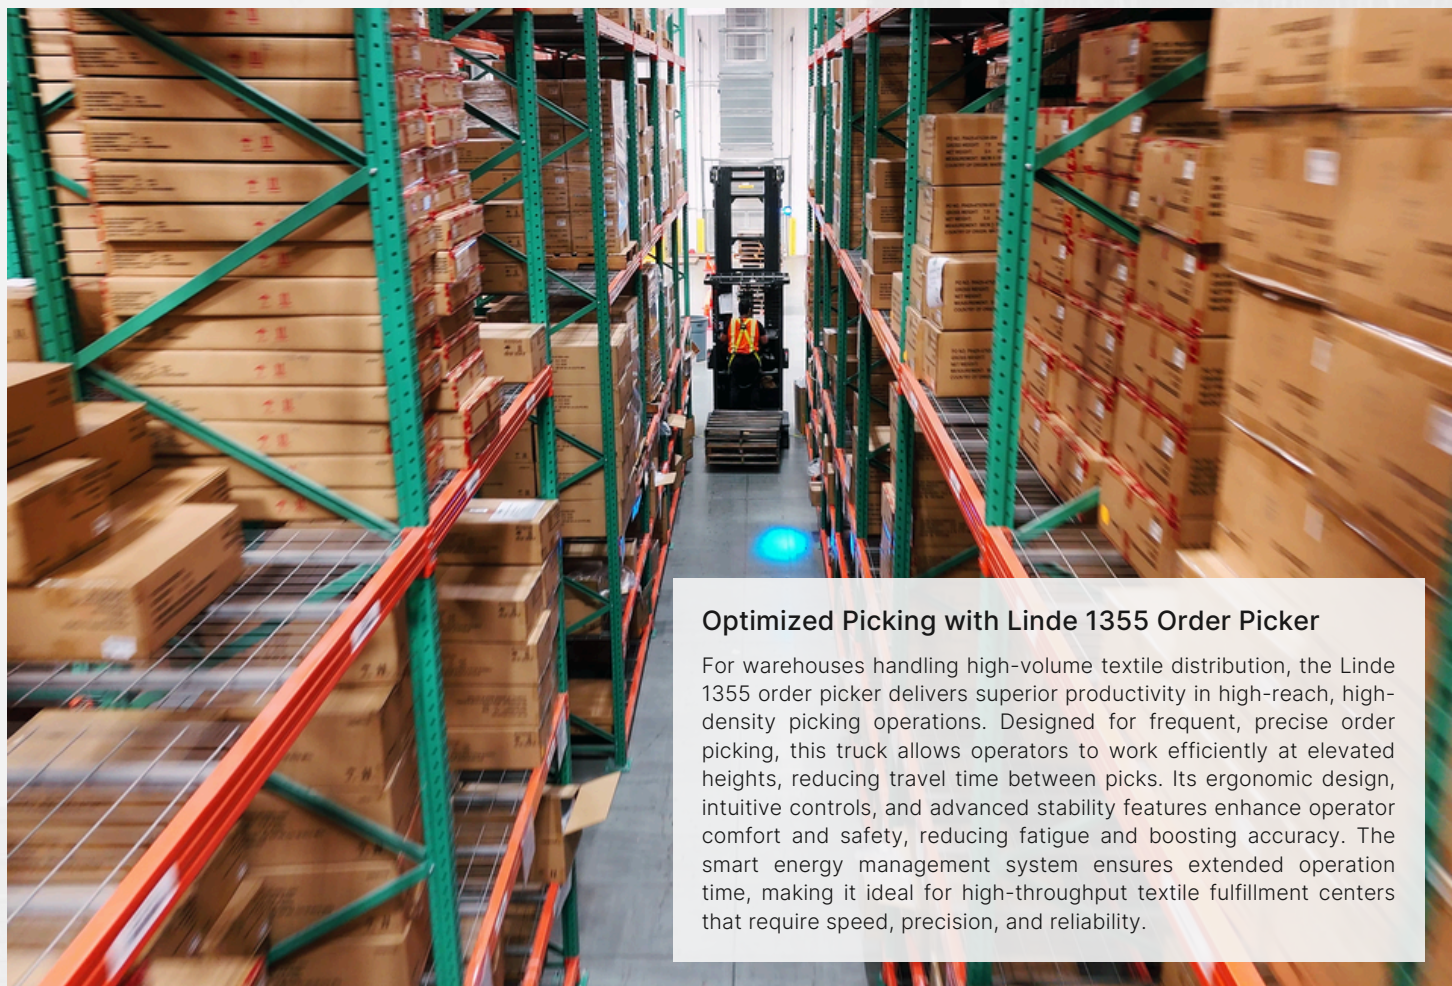 Optimized Picking with Linde 1355 Order Picker
For warehouses handling high-volume textile distribution, the Linde
1355 order picker delivers superior productivity in high-reach, high-
density picking operations. Designed for frequent, precise order
picking, this truck allows operators to work efficiently at elevated
heights, reducing travel time between picks. Its ergonomic design,
intuitive controls, and advanced stability features enhance operator
comfort and safety, reducing fatigue and boosting accuracy. The
smart energy management system ensures extended operation
time, making it ideal for high-throughput textile fulfillment centers
that require speed, precision, and reliability.